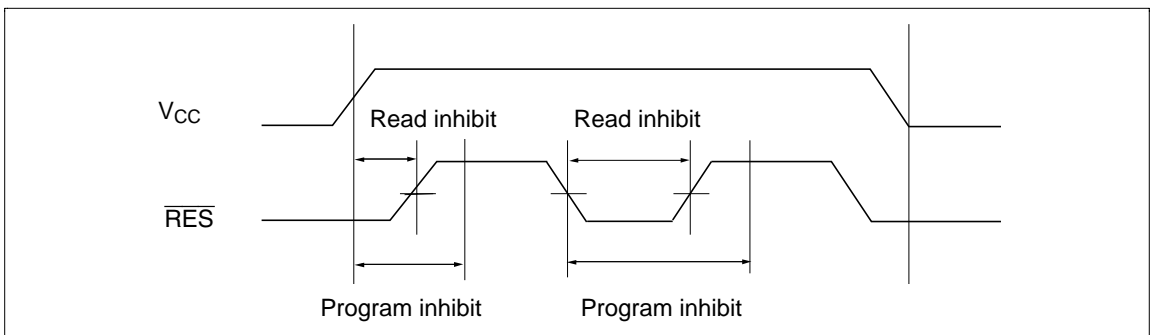 VCC
Read inhibit Read inhibit
RES
Program inhibit Program inhibit